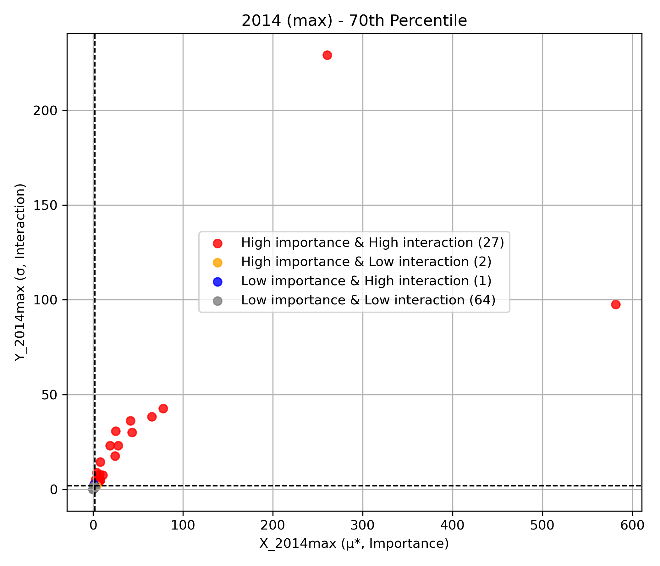 2014 (max) - 70th Percentile
Y_2014max (σ, Interaction)
200
150
100
50
0
High importance & High interaction (27)
High importance & Low interaction (2)
Low importance & High interaction (1)
Low importance & Low interaction (64)
0 100 200 300 400 500 600
X_2014max (μ*, Importance)